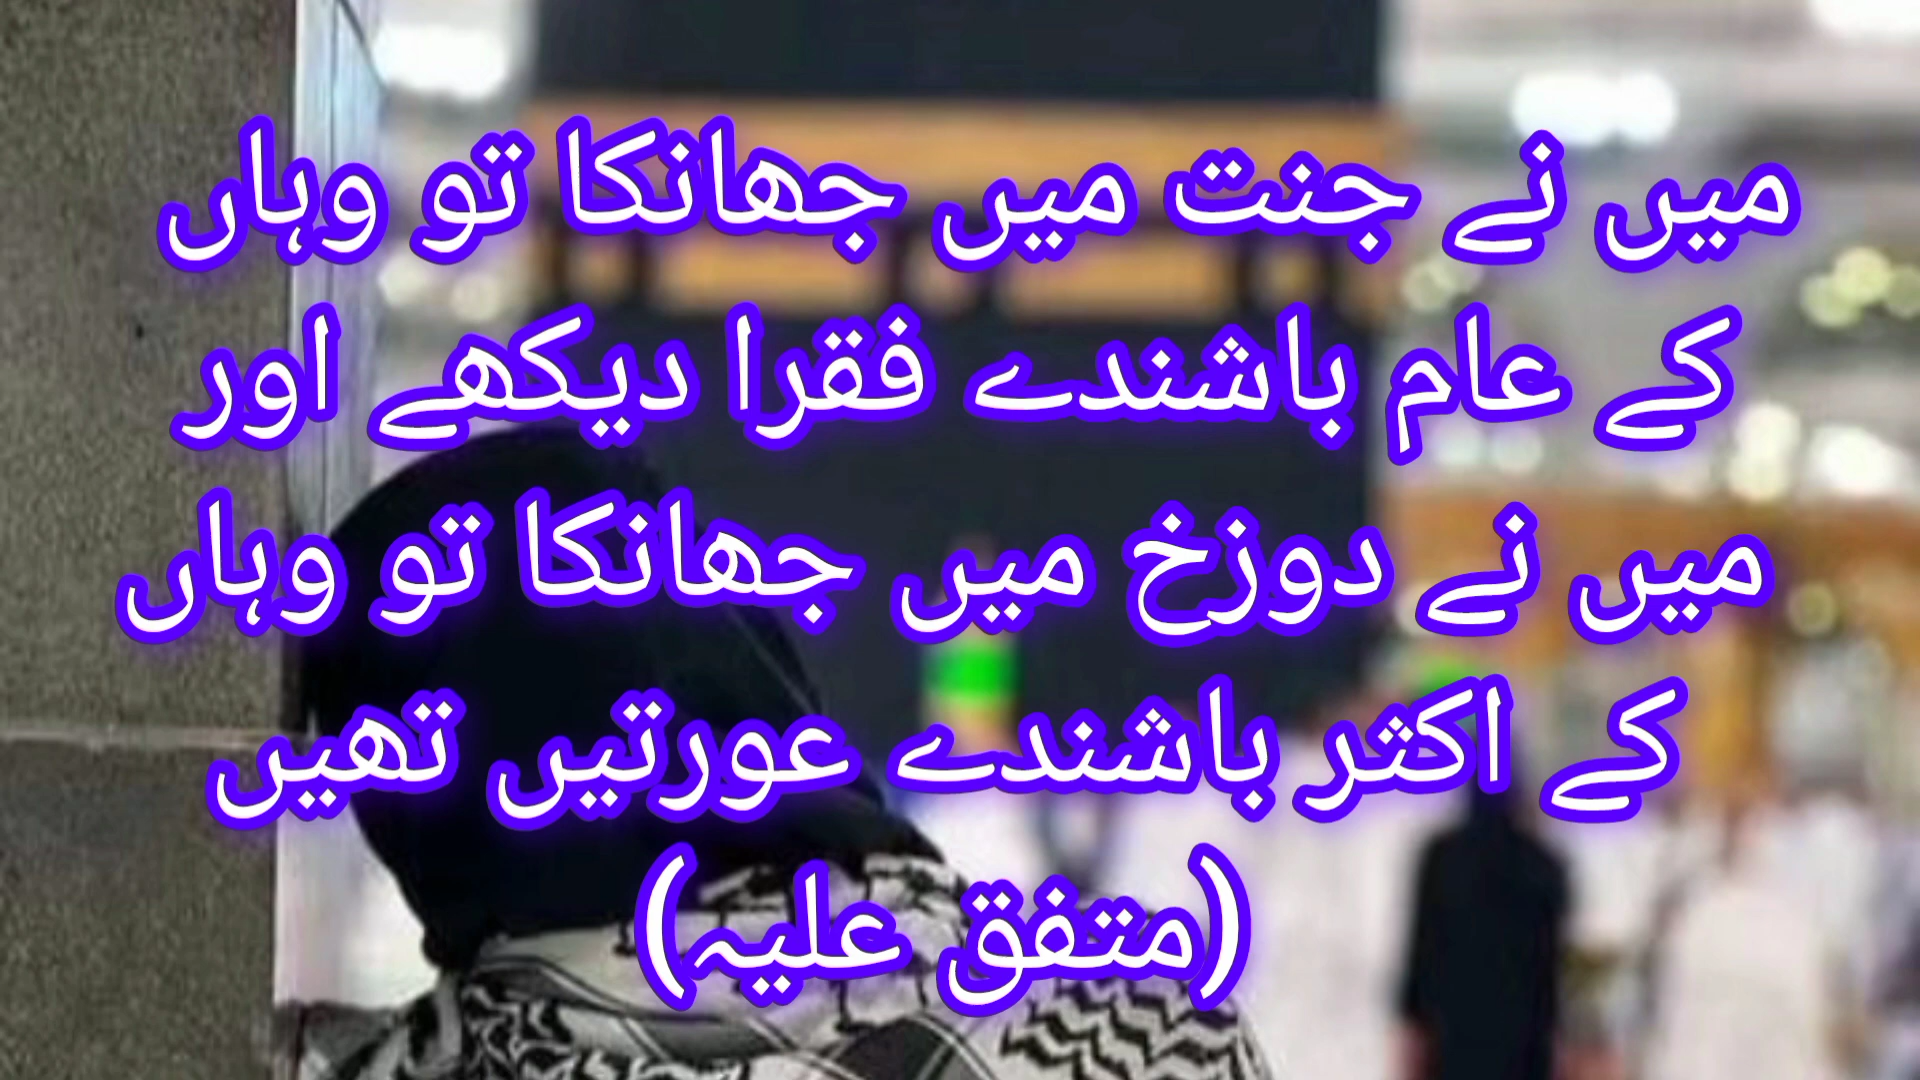 میں نے جنت میں جھانکا تو وہاں
کے عام باشندے فقرا دیکھے اور
میں نے دوزخ میں جھانکا تو وہاں
کے اکثر باشندے عورتیں تھیں
(متفق علیہ)